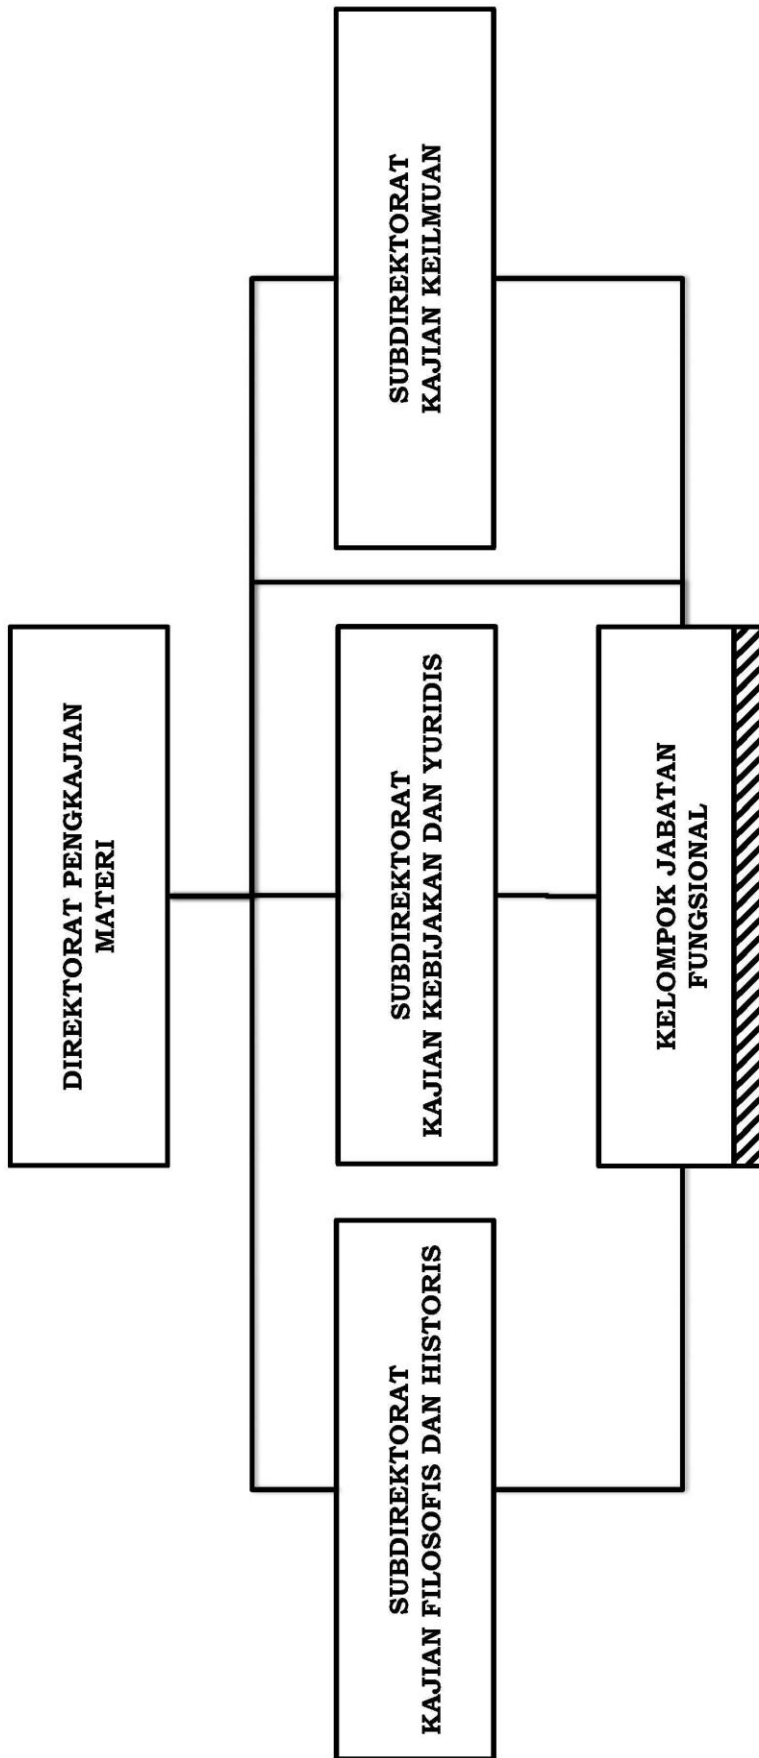 DIREKTORAT PENGKAJIAN
MATERI
SUBDIREKTORAT
KAJIAN FILOSOFIS DAN HISTORIS
SUBDIREKTORAT
KAJIAN KEBIJAKAN DAN YURIDIS
SUBDIREKTORAT
KAJIAN KEILMUAN
KELOMPOK JABATAN
FUNGSIONAL